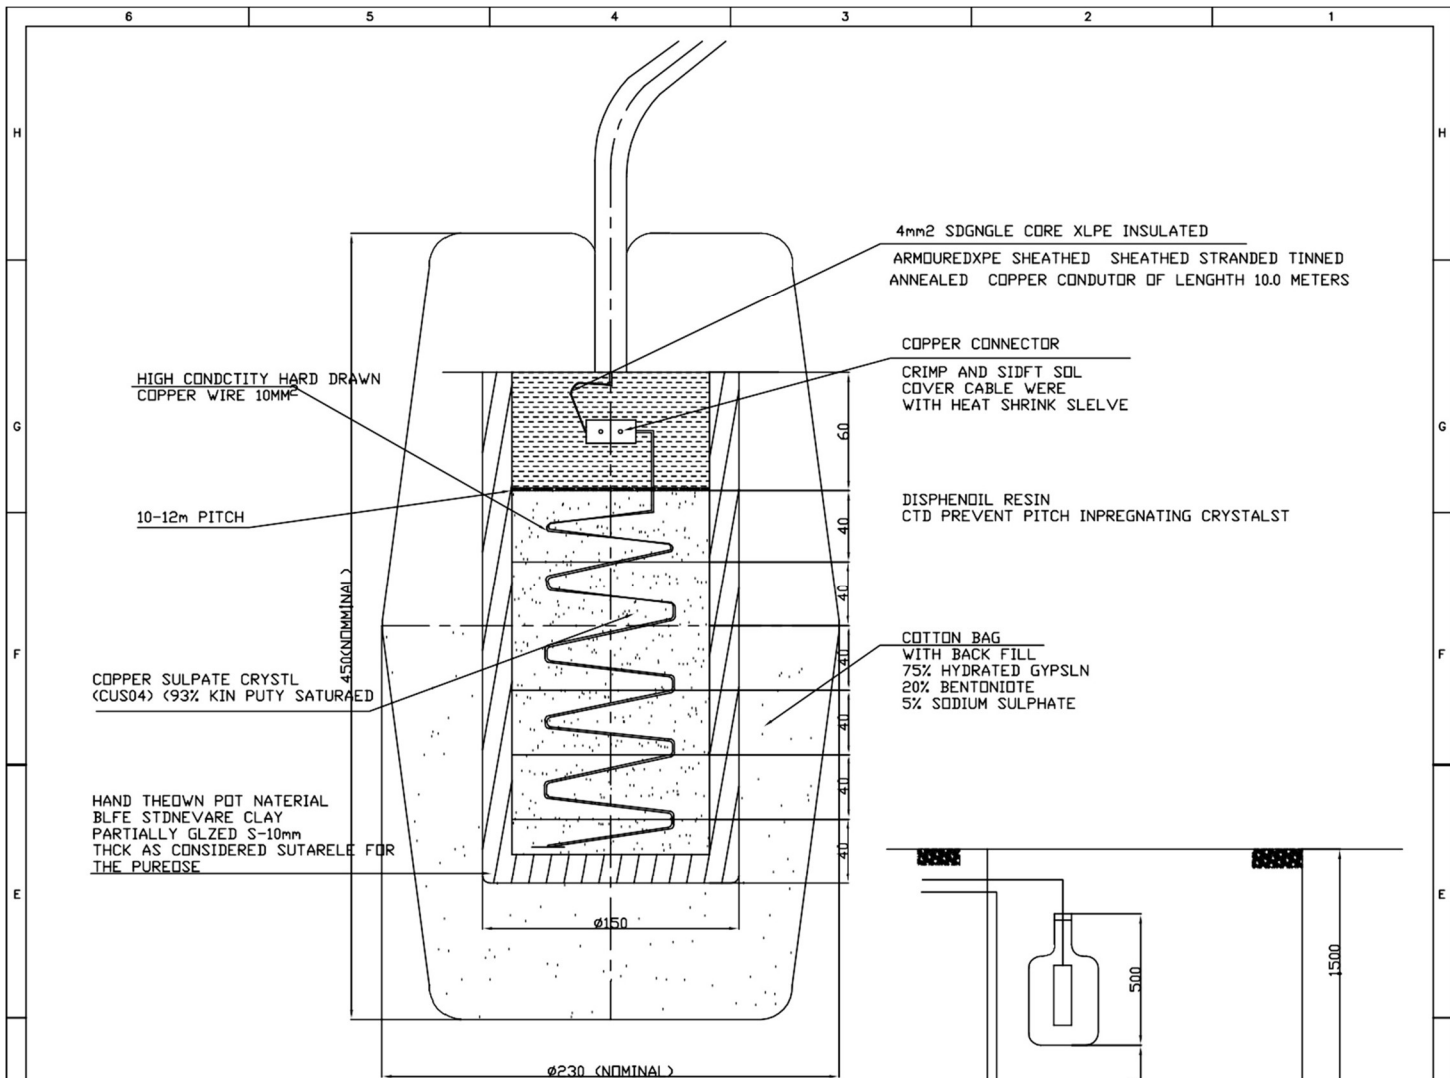 6 5 4 3 2 1
H H
4mm2 SDGNGLE CORE XLPE INSULATED
ARMOUREDXPE SHEATHED SHEATHED STRANDED TINNED
ANNEALED COPPER CONDUTOR OF LENGHTH 10.0 METERS
COPPER CONNECTOR
CRIMP AND SIDFT SOL
COVER CABLE WERE
WITH HEAT SHRINK SLELVE
HIGH CONDCTITY HARD DRAWN
COPPER WIRE 10MM²
G G
60
10-12m PITCH
DISPHENOIL RESIN
CTD PREVENT PITCH INPREGNATING CRYSTALST
40
40
40
40
40
40
450(NOMMINAL)
F F
COTTON BAG
WITH BACK FILL
75% HYDRATED GYPSLN
20% BENTONIOTE
5% SODIUM SULPHATE
COPPER SULPATE CRYSTL
(CUS04) (93% KIN PUTY SATURAED
HAND THEOWN POT NATERIAL
BLFE STONEVARE CLAY
PARTIALLY GLZED S-10mm
THCK AS CONSIDERED SUTARELE FOR
THE PUREOSE
E E
ø150
500
1500
ø230 (NOMINAL)